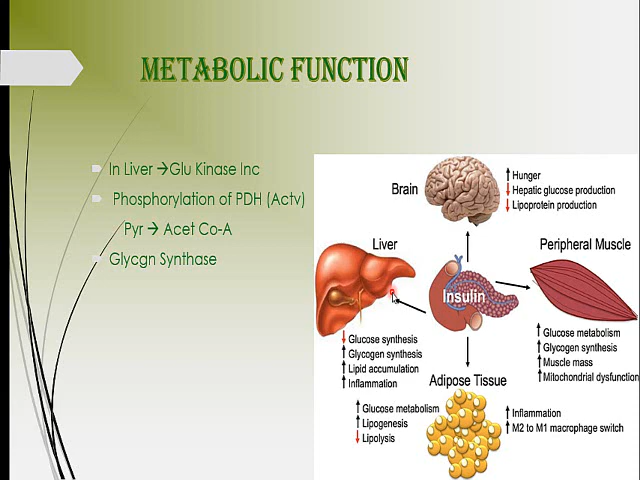 METABOLIC FUNCTION
In Liver →Glu Kinase Inc
Phosphorylation of PDH (Actv)
Pyr → Acet Co-A
Glycgn Synthase
Brain
↑ Hunger
↓ Hepatic glucose production
↓ Lipoprotein production
Liver
Peripheral Muscle
Insulin
↓ Glucose synthesis
↑ Glycogen synthesis
↑ Lipid accumulation
↑ Inflammation
↑ Glucose metabolism
↑ Glycogen synthesis
↑ Muscle mass
↑ Mitochondrial dysfunction
Adipose Tissue
↑ Glucose metabolism
↑ Lipogenesis
↓ Lipolysis
↑ Inflammation
↑ M2 to M1 macrophage switch